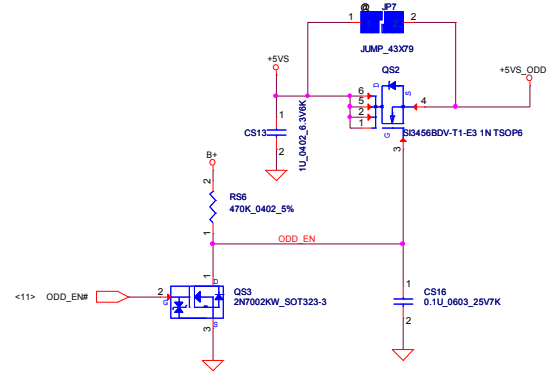 @ JP7
1 2
JUMP_43X79
+5VS
QS2
+5VS_ODD
D
S
6
5
2
1
4
G
3
SI3456BDV-T1-E3 1N TSOP6
1
CS13
2
1U_0402_6.3V6K
B+
2
RS6
470K_0402_5%
1
ODD_EN
1
D
QS3
2N7002KW_SOT323-3
<11> ODD_EN#
2
G
S
3
1
CS16
0.1U_0603_25V7K
2